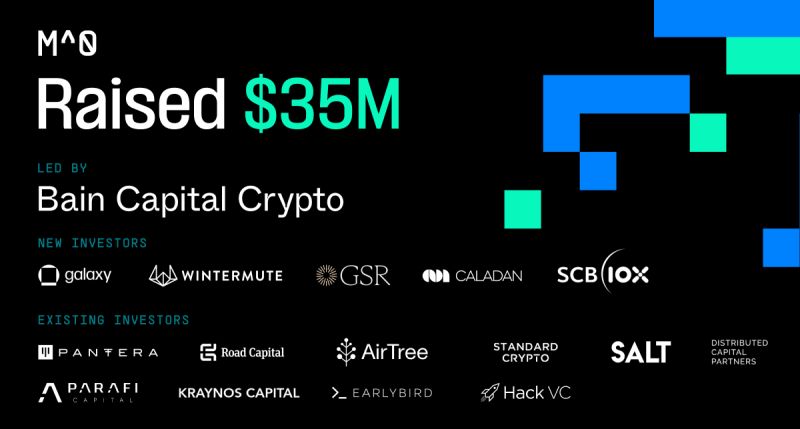 M^0
Raised $35M
LED BY
Bain Capital Crypto
NEW INVESTORS
galaxy WINTERMUTE GSR CALADAN SCB 10X
EXISTING INVESTORS
PANTERA Road Capital AirTree STANDARD CRYPTO SALT DISTRIBUTED CAPITAL PARTNERS
PARAFI CAPITAL KRAYNOS CAPITAL EARLYBIRD Hack VC